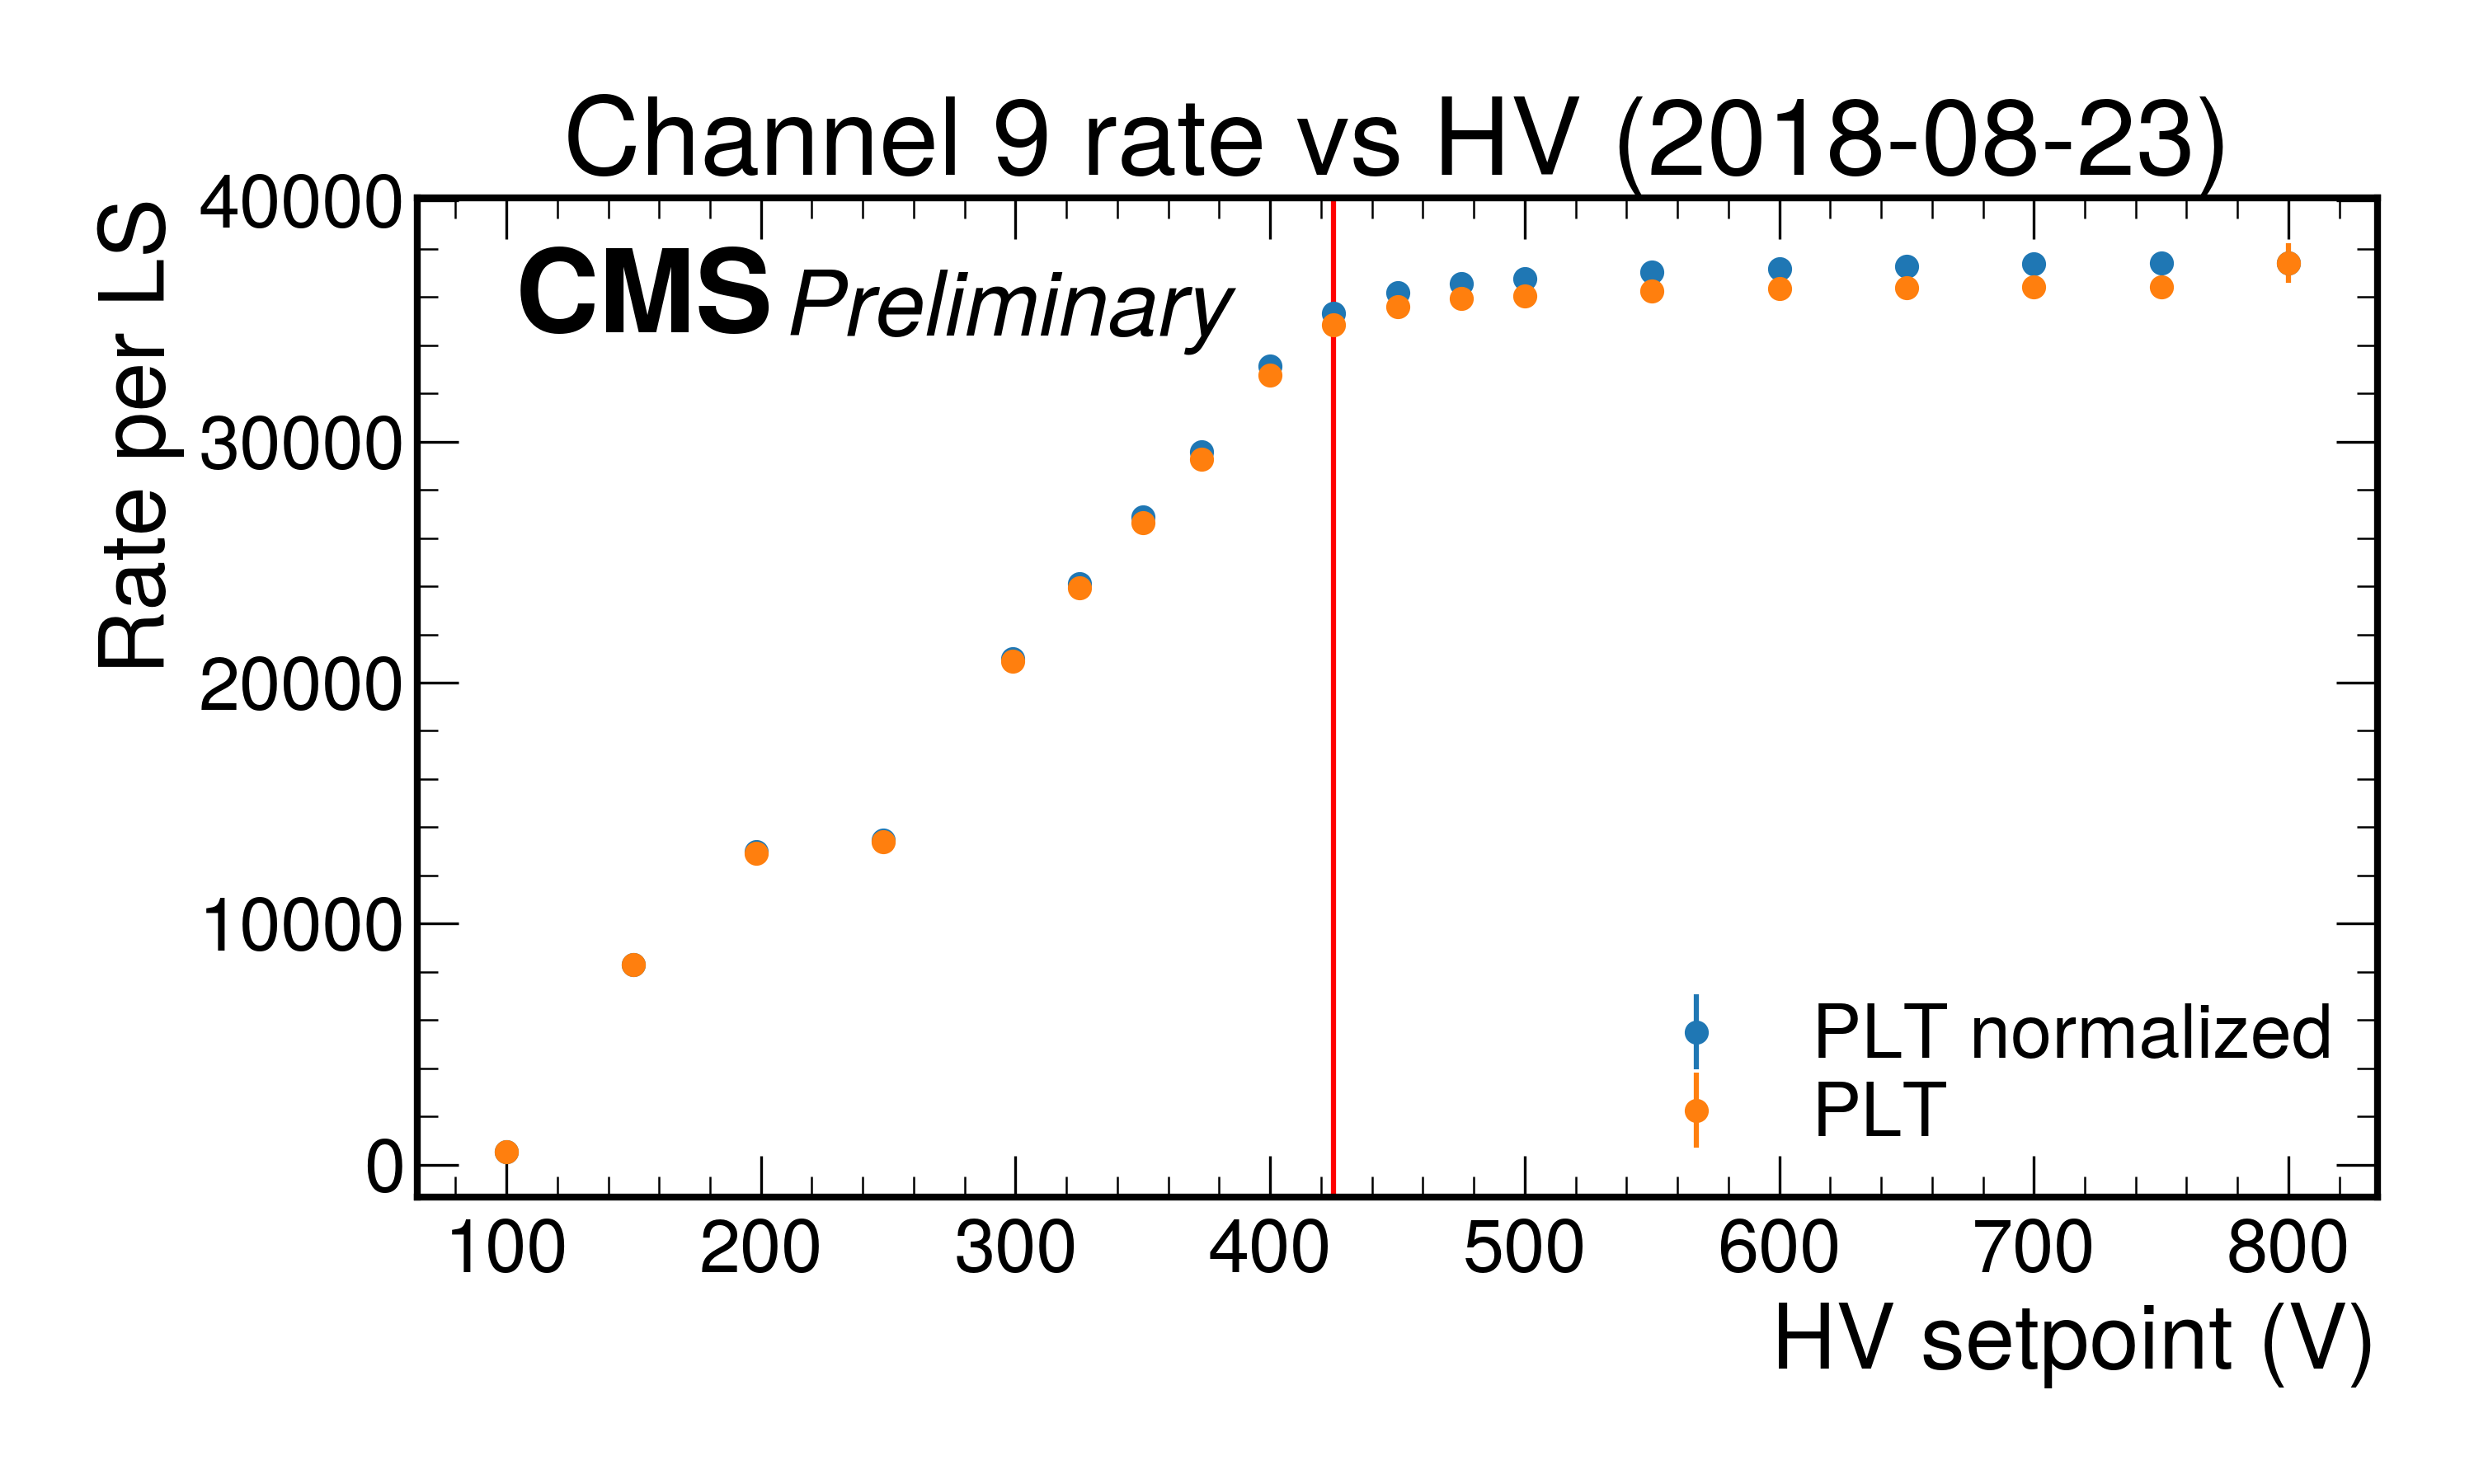 Channel 9 rate vs HV (2018-08-23)
CMS Preliminary
Rate per LS
40000
30000
20000
10000
0
PLT normalized
PLT
100 200 300 400 500 600 700 800
HV setpoint (V)